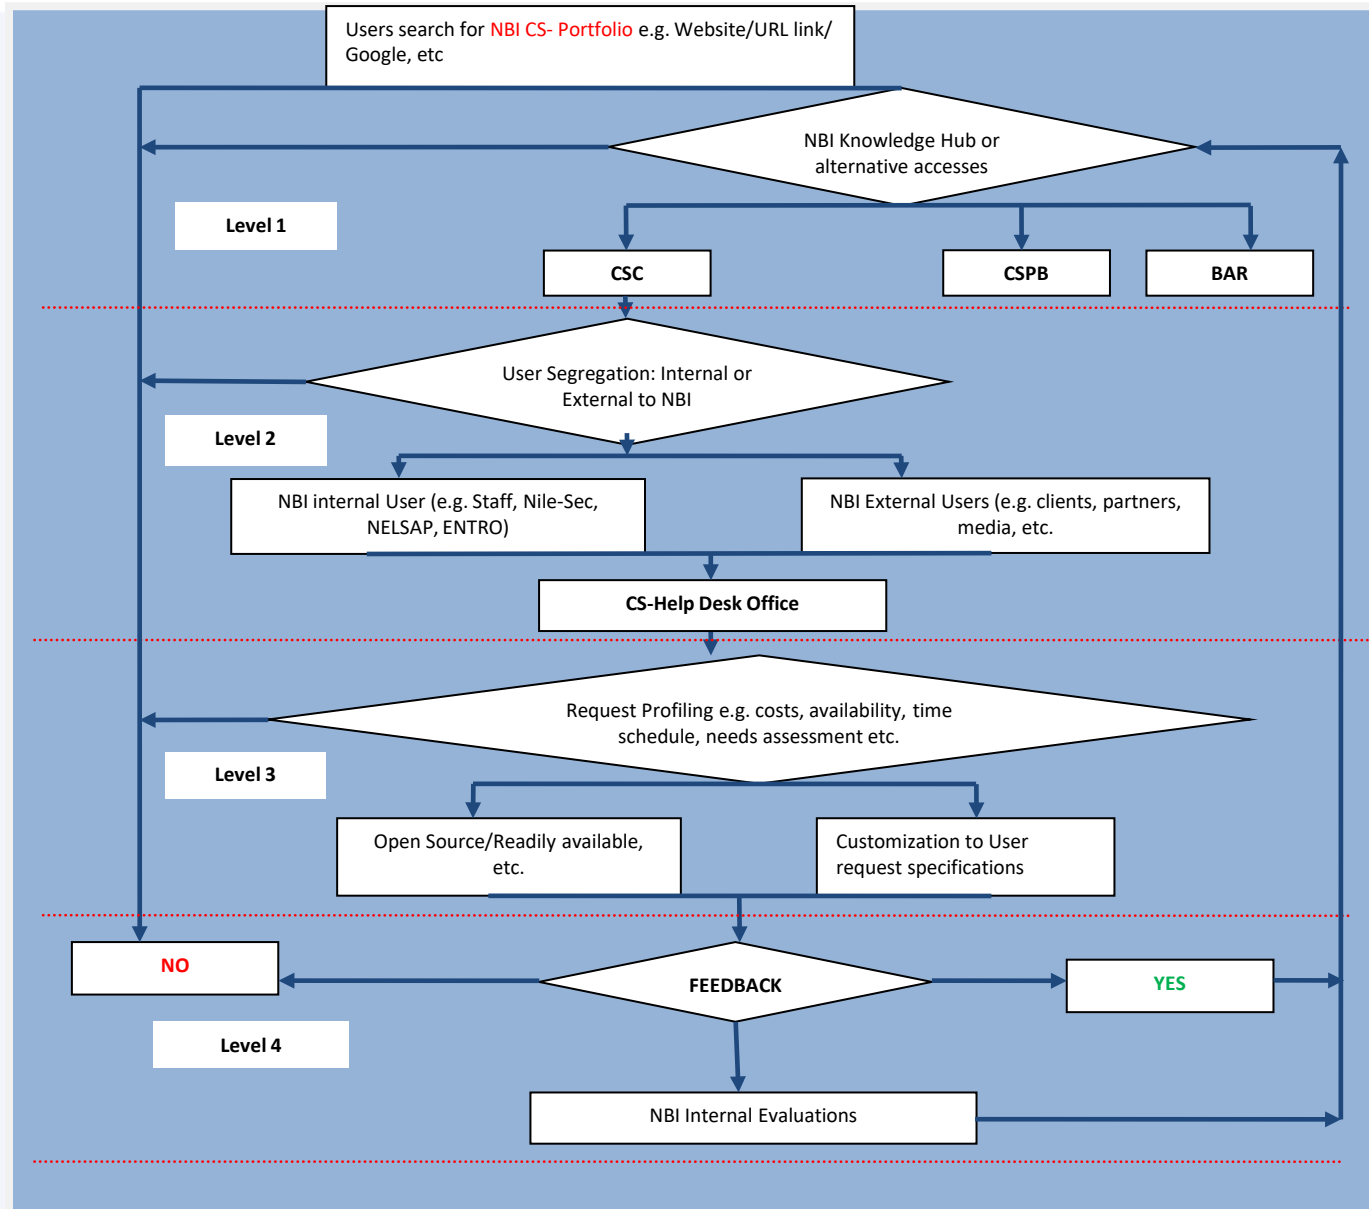 Users search for NBI CS- Portfolio e.g. Website/URL link/
Google, etc
NBI Knowledge Hub or
alternative accesses
Level 1
CSC
CSPB
BAR
User Segregation: Internal or
External to NBI
Level 2
NBI internal User (e.g. Staff, Nile-Sec,
NELSAP, ENTRO)
NBI External Users (e.g. clients, partners,
media, etc.
CS-Help Desk Office
Request Profiling e.g. costs, availability, time
schedule, needs assessment etc.
Level 3
Open Source/Readily available,
etc.
Customization to User
request specifications
NO
FEEDBACK
YES
Level 4
NBI Internal Evaluations